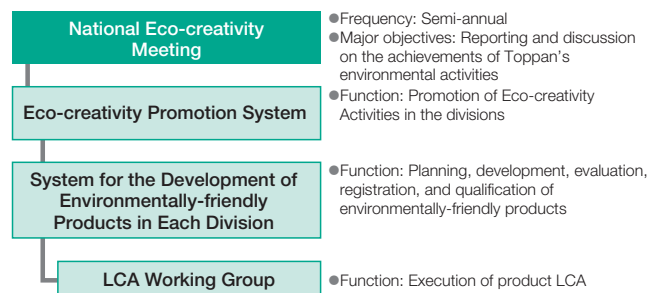 National Eco-creativity
Meeting
●Frequency: Semi-annual
●Major objectives: Reporting and discussion
on the achievements of Toppan's
environmental activities
Eco-creativity Promotion System
●Function: Promotion of Eco-creativity
Activities in the divisions
System for the Development of
Environmentally-friendly
Products in Each Division
●Function: Planning, development, evaluation,
registration, and qualification of
environmentally-friendly products
LCA Working Group
●Function: Execution of product LCA